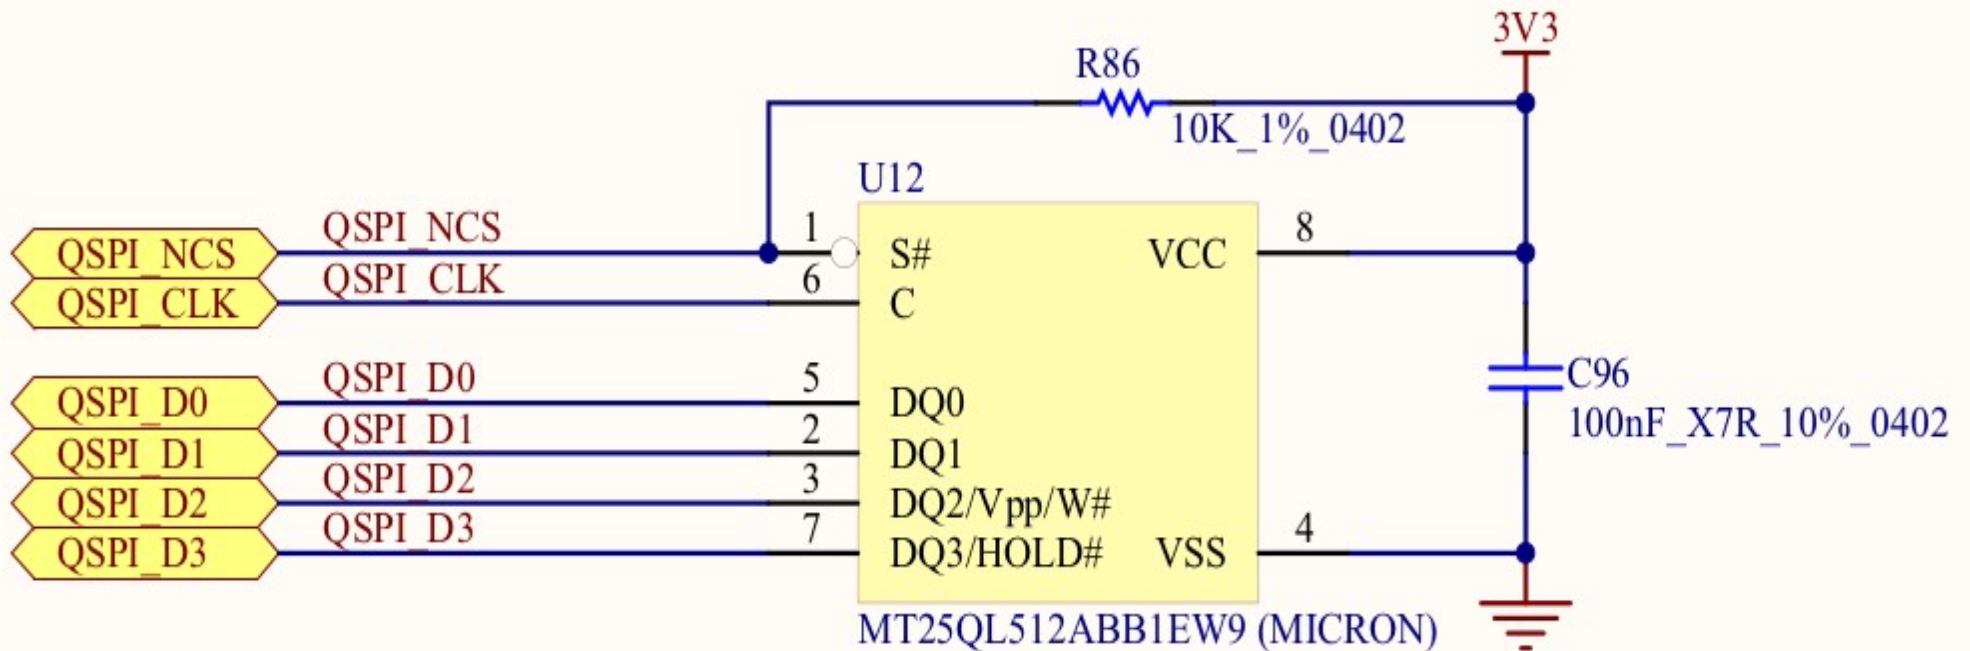 3V3
R86
10K_1%_0402
U12
QSPI_NCS QSPI_NCS 1 S# VCC 8
QSPI_CLK QSPI_CLK 6 C
QSPI_D0 QSPI_D0 5 DQ0
C96
100nF_X7R_10%_0402
QSPI_D1 QSPI_D1 2 DQ1
QSPI_D2 QSPI_D2 3 DQ2/Vpp/W#
QSPI_D3 QSPI_D3 7 DQ3/HOLD# VSS 4
MT25QL512ABB1EW9 (MICRON)